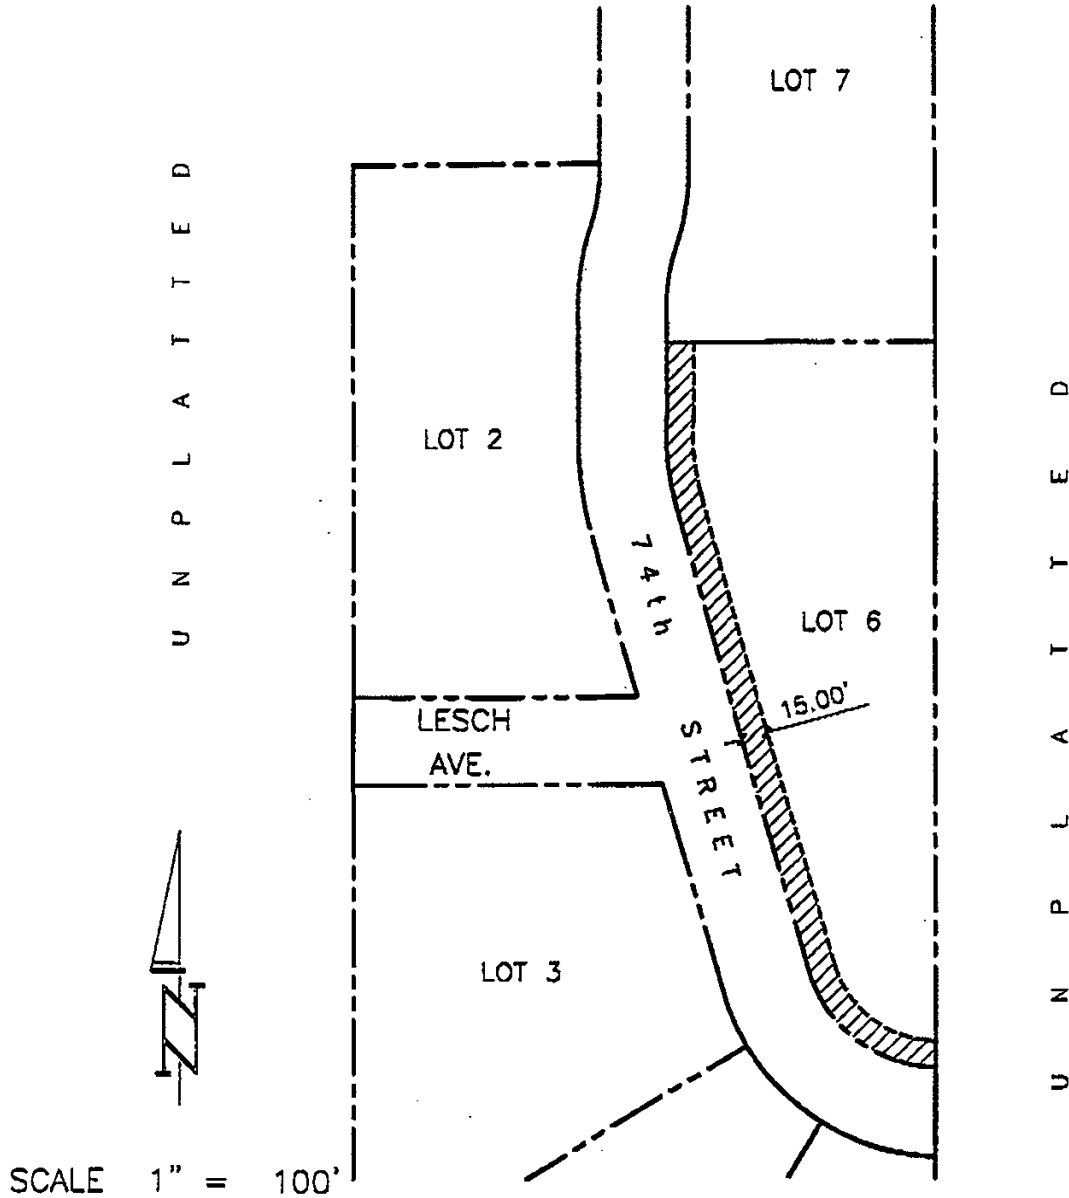 LOT 7
UNPLATTED
LOT 2
UNPLATTED
74th STREET
LOT 6
15.00'
LESCH
AVE.
LOT 3
N
SCALE 1" = 100'